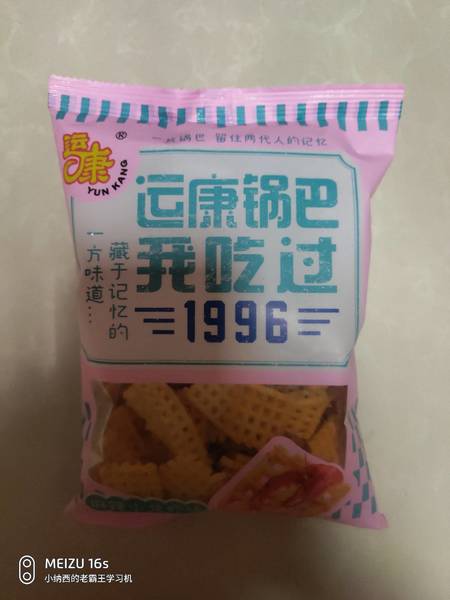 一片锅巴 留住两代人的记忆
运康®
YUN KANG
运康锅巴
我吃过
1996
藏于记忆的
一方味道...
MEIZU 16s
小纳西的老霸王学习机